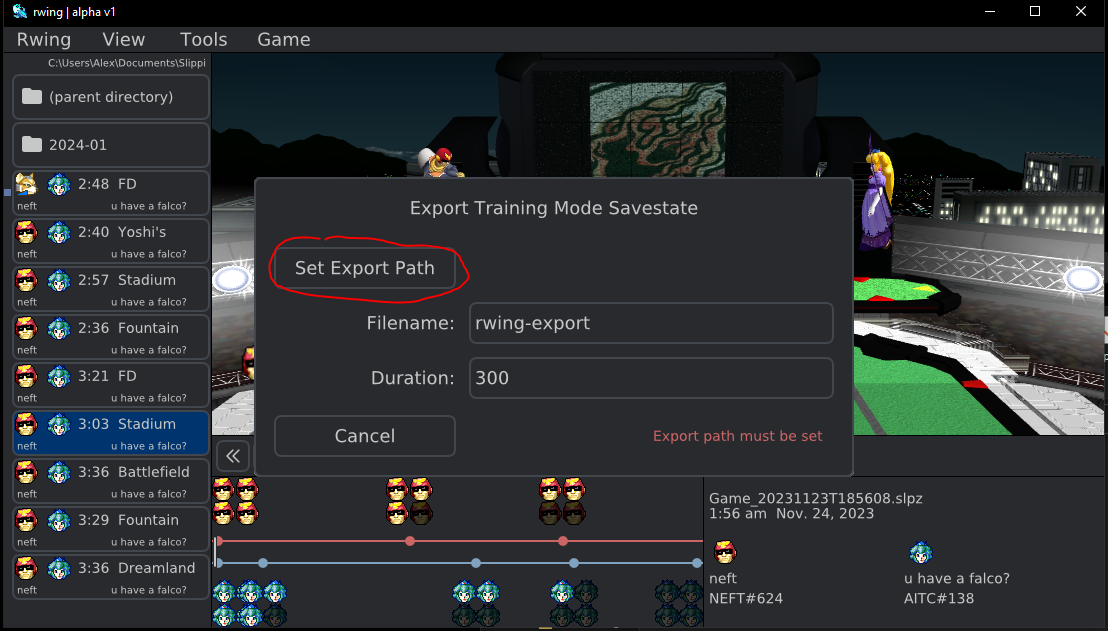 rwing | alpha v1
Rwing View Tools Game
C:\Users\Alex\Documents\Slippi
(parent directory)
2024-01
2:48 FD
neft u have a falco?
2:40 Yoshi's
neft u have a falco?
2:57 Stadium
neft u have a falco?
2:36 Fountain
neft u have a falco?
3:21 FD
neft u have a falco?
3:03 Stadium
neft u have a falco?
3:36 Battlefield
neft u have a falco?
3:29 Fountain
neft u have a falco?
3:36 Dreamland
neft u have a falco?
Export Training Mode Savestate
Set Export Path
Filename: rwing-export
Duration: 300
Cancel Export path must be set
Game_20231123T185608.slpz
1:56 am Nov. 24, 2023
neft u have a falco?
NEFT#624 AITC#138